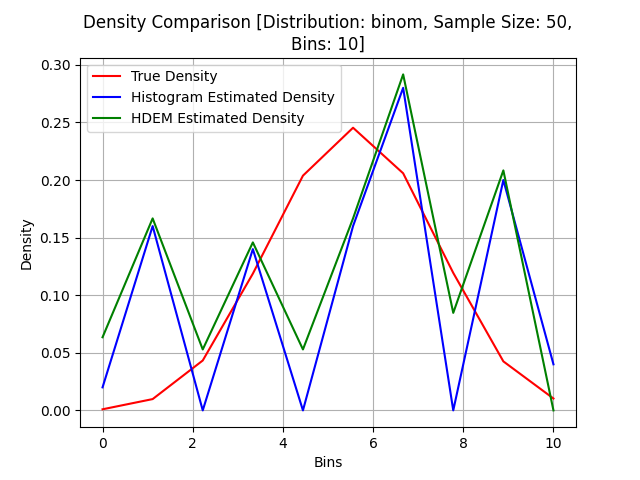 Density Comparison [Distribution: binom, Sample Size: 50,
Bins: 10]
True Density
Histogram Estimated Density
HDEM Estimated Density
Density
0.30
0.25
0.20
0.15
0.10
0.05
0.00
0 2 4 6 8 10
Bins